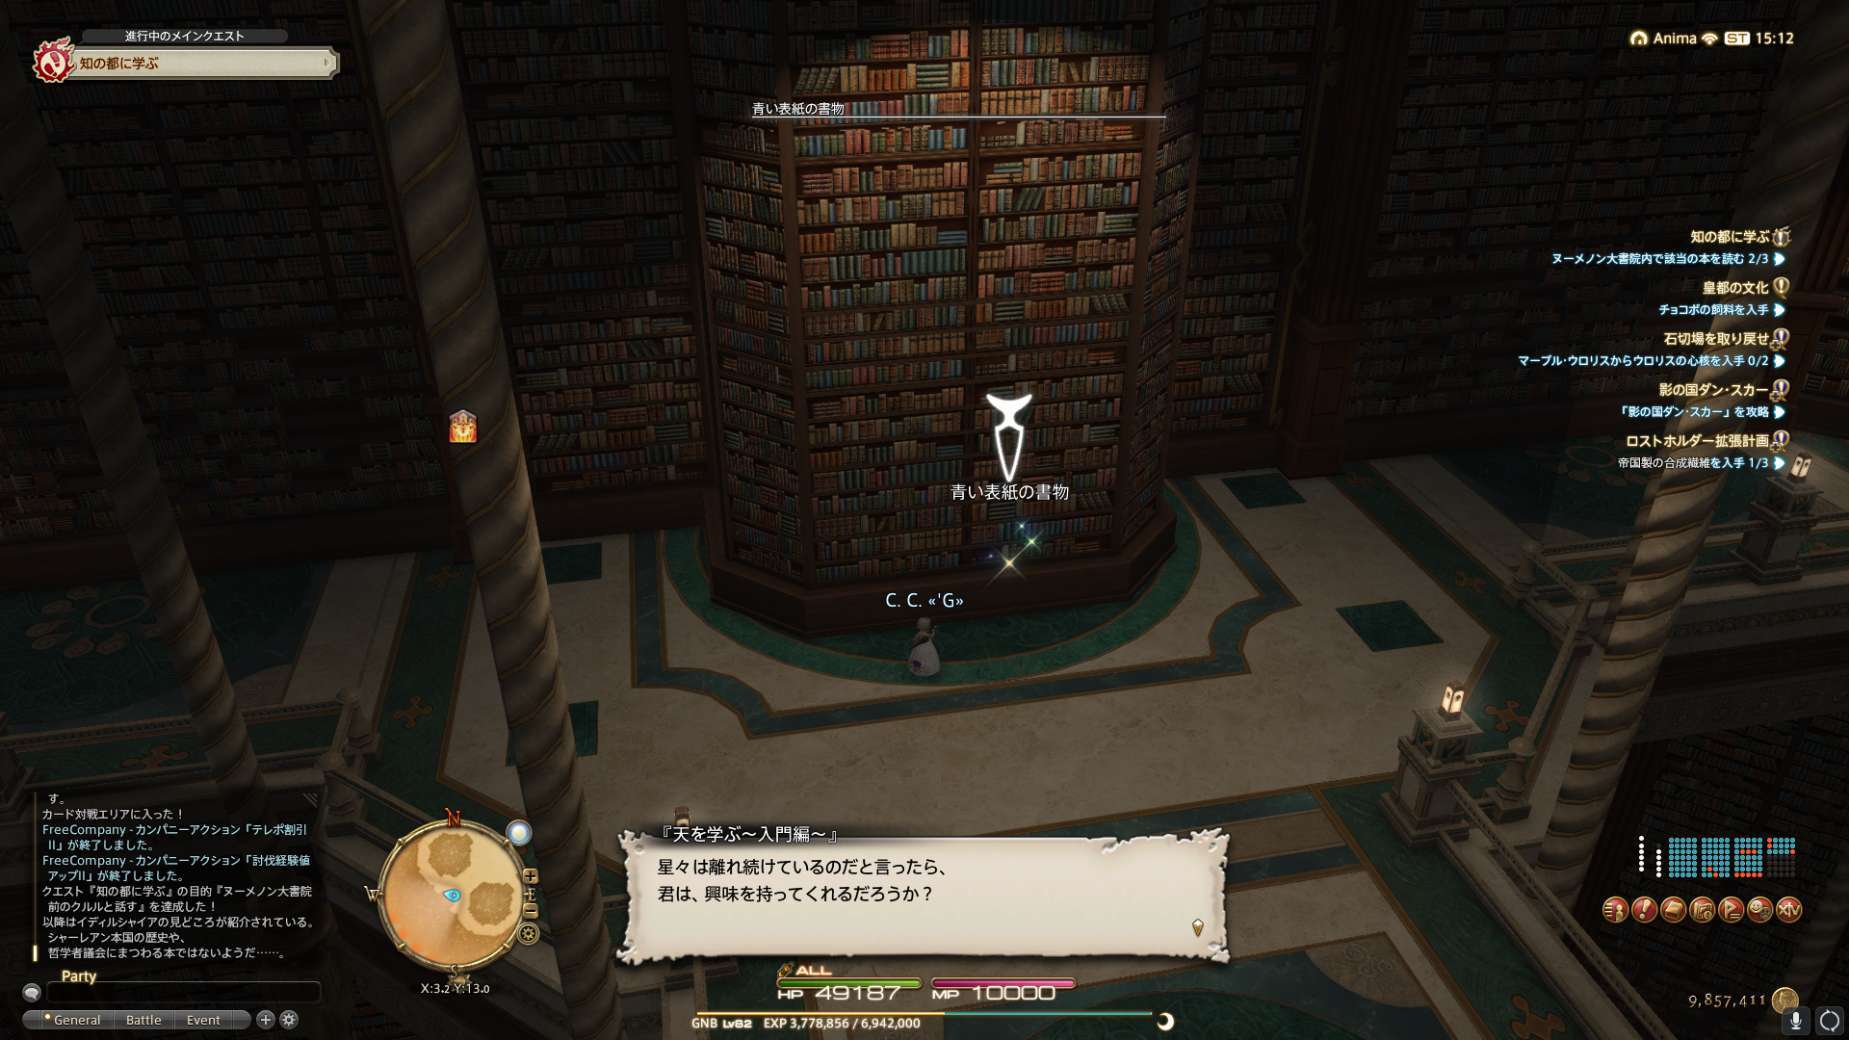 進行中のメインクエスト
知の都に学ぶ
Anima ST 15:12
青い表紙の書物
知の都に学ぶ
ヌーメノン大書院内で該当の本を読む 2/3
皇都の文化
チョコボの飼料を入手
石切場を取り戻せ
マーブル・ウロリスからウロリスの心核を入手 0/2
影の国ダン・スカー
「影の国ダン・スカー」を攻略
ロストホルダー拡張計画
帝国製の合成繊維を入手 1/3
青い表紙の書物
C. C. «'G»
す。
カード対戦エリアに入った！
FreeCompany - カンパニーアクション「テレポ割引
II」が終了しました。
FreeCompany - カンパニーアクション「討伐経験値
アップII」が終了しました。
クエスト『知の都に学ぶ』の目的『ヌーメノン大書院
前のクルルと話す』を達成した！
以降はイディルシャイアの見どころが紹介されている。
シャーレアン本国の歴史や、
哲学者議会にまつわる本ではないようだ……。
Party
General Battle Event
N
W
E
S
X:3.2 Y:13.0
『天を学ぶ～入門編～』
星々は離れ続けているのだと言ったら、
君は、興味を持ってくれるだろうか？
ALL
HP 49187 MP 10000
GNB Lv82 EXP 3,778,856 / 6,942,000
XIV
9,857,411